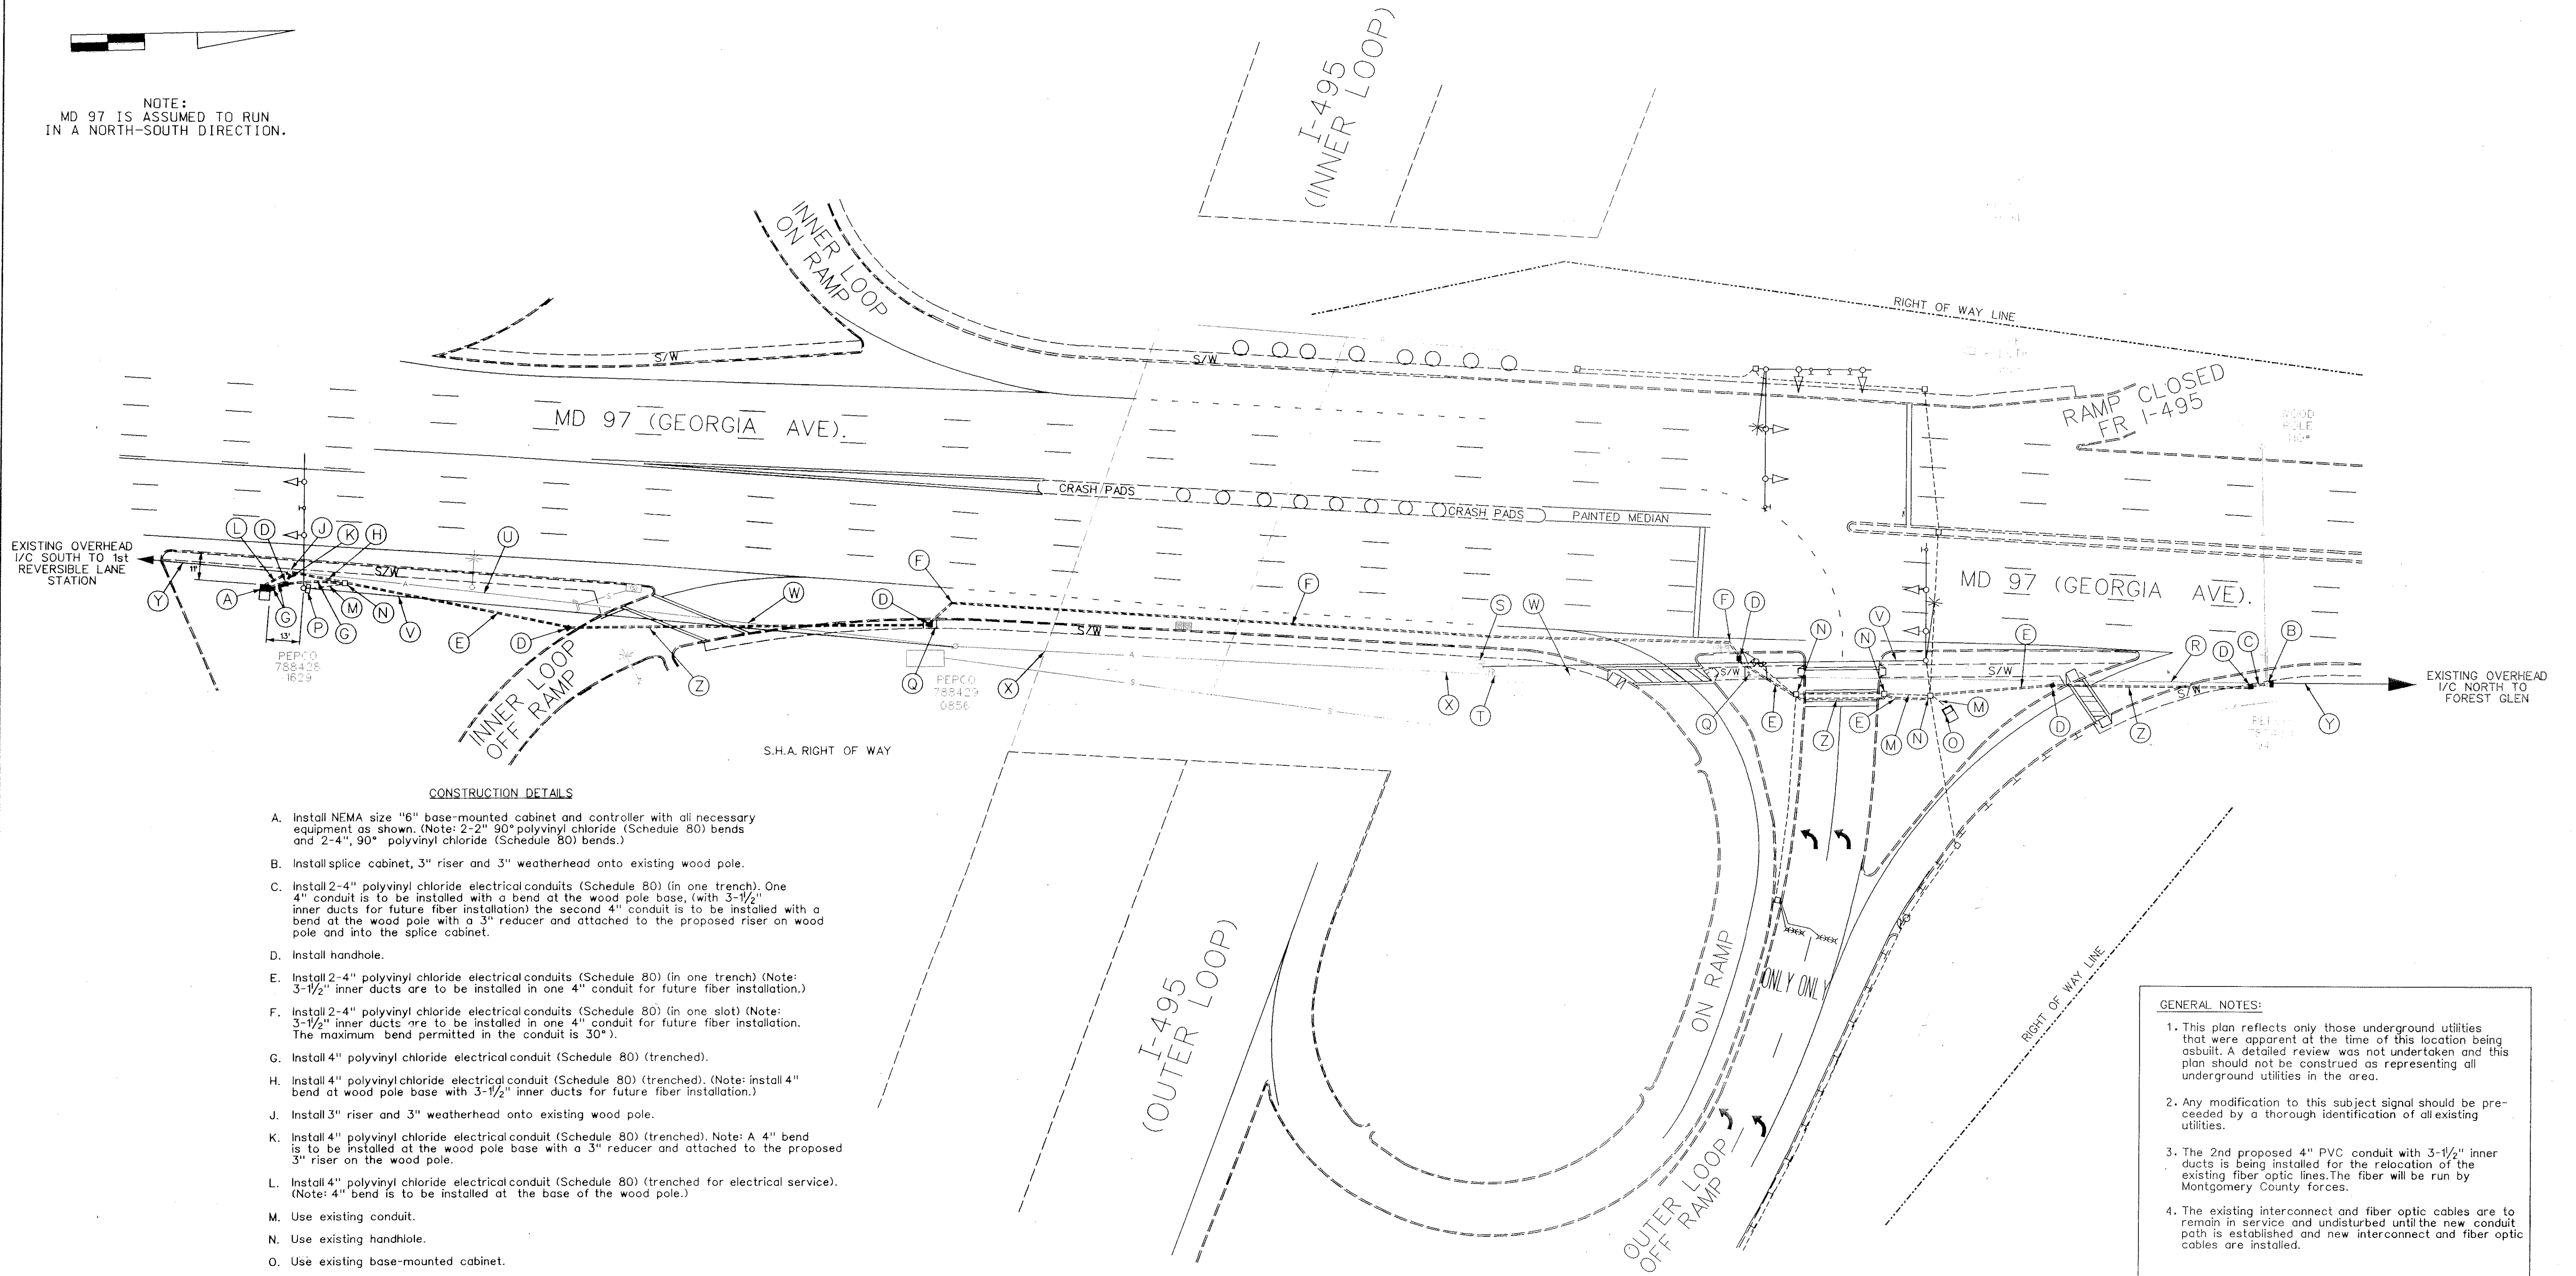 NOTE:
MD 97 IS ASSUMED TO RUN
IN A NORTH-SOUTH DIRECTION.
I-495
(INNER LOOP)
INNER LOOP
ON RAMP
RIGHT OF WAY LINE
S/W
S/W
RAMP CLOSED
FR I-495
WOOD
POLE
MD 97 (GEORGIA AVE).
CRASH PADS
CRASH PADS
PAINTED MEDIAN
MD 97 (GEORGIA AVE).
EXISTING OVERHEAD
I/C SOUTH TO 1st
REVERSIBLE LANE
STATION
L
D
J
K
H
U
S/W
11'
Y
A
G
P
G
M
N
V
E
D
13'
PEPCO
788428
1629
F
W
D
F
S
W
F
D
N
N
V
E
R
D
C
B
S/W
A
A
S
S
S
Z
Q
X
PEPCO
788429
0856
X
T
Q
E
Z
E
M
N
O
M
D
Z
Y
S/W
S/W
S/W
EXISTING OVERHEAD
I/C NORTH TO
FOREST GLEN
INNER LOOP
OFF RAMP
S.H.A. RIGHT OF WAY
CONSTRUCTION DETAILS
A. Install NEMA size "6" base-mounted cabinet and controller with all necessary
equipment as shown. (Note: 2-2" 90° polyvinyl chloride (Schedule 80) bends
and 2-4", 90° polyvinyl chloride (Schedule 80) bends.)
B. Install splice cabinet, 3" riser and 3" weatherhead onto existing wood pole.
C. Install 2-4" polyvinyl chloride electrical conduits (Schedule 80) (in one trench). One
4" conduit is to be installed with a bend at the wood pole base, (with 3-1½"
inner ducts for future fiber installation) the second 4" conduit is to be installed with a
bend at the wood pole with a 3" reducer and attached to the proposed riser on wood
pole and into the splice cabinet.
D. Install handhole.
E. Install 2-4" polyvinyl chloride electrical conduits (Schedule 80) (in one trench) (Note:
3-1½" inner ducts are to be installed in one 4" conduit for future fiber installation.)
F. Install 2-4" polyvinyl chloride electrical conduits (Schedule 80) (in one slot) (Note:
3-1½" inner ducts are to be installed in one 4" conduit for future fiber installation.
The maximum bend permitted in the conduit is 30°).
G. Install 4" polyvinyl chloride electrical conduit (Schedule 80) (trenched).
H. Install 4" polyvinyl chloride electrical conduit (Schedule 80) (trenched). (Note: install 4"
bend at wood pole base with 3-1½" inner ducts for future fiber installation.)
J. Install 3" riser and 3" weatherhead onto existing wood pole.
K. Install 4" polyvinyl chloride electrical conduit (Schedule 80) (trenched). Note: A 4" bend
is to be installed at the wood pole base with a 3" reducer and attached to the proposed
3" riser on the wood pole.
L. Install 4" polyvinyl chloride electrical conduit (Schedule 80) (trenched for electrical service).
(Note: 4" bend is to be installed at the base of the wood pole.)
M. Use existing conduit.
N. Use existing handhlole.
O. Use existing base-mounted cabinet.
I-495
(OUTER LOOP)
ON RAMP
ONLY ONLY
OUTER LOOP
OFF RAMP
RIGHT OF WAY LINE
GENERAL NOTES:
1. This plan reflects only those underground utilities
that were apparent at the time of this location being
asbuilt. A detailed review was not undertaken and this
plan should not be construed as representing all
underground utilities in the area.
2. Any modification to this subject signal should be pre-
ceeded by a thorough identification of all existing
utilities.
3. The 2nd proposed 4" PVC conduit with 3-1½" inner
ducts is being installed for the relocation of the
existing fiber optic lines. The fiber will be run by
Montgomery County forces.
4. The existing interconnect and fiber optic cables are to
remain in service and undisturbed until the new conduit
path is established and new interconnect and fiber optic
cables are installed.